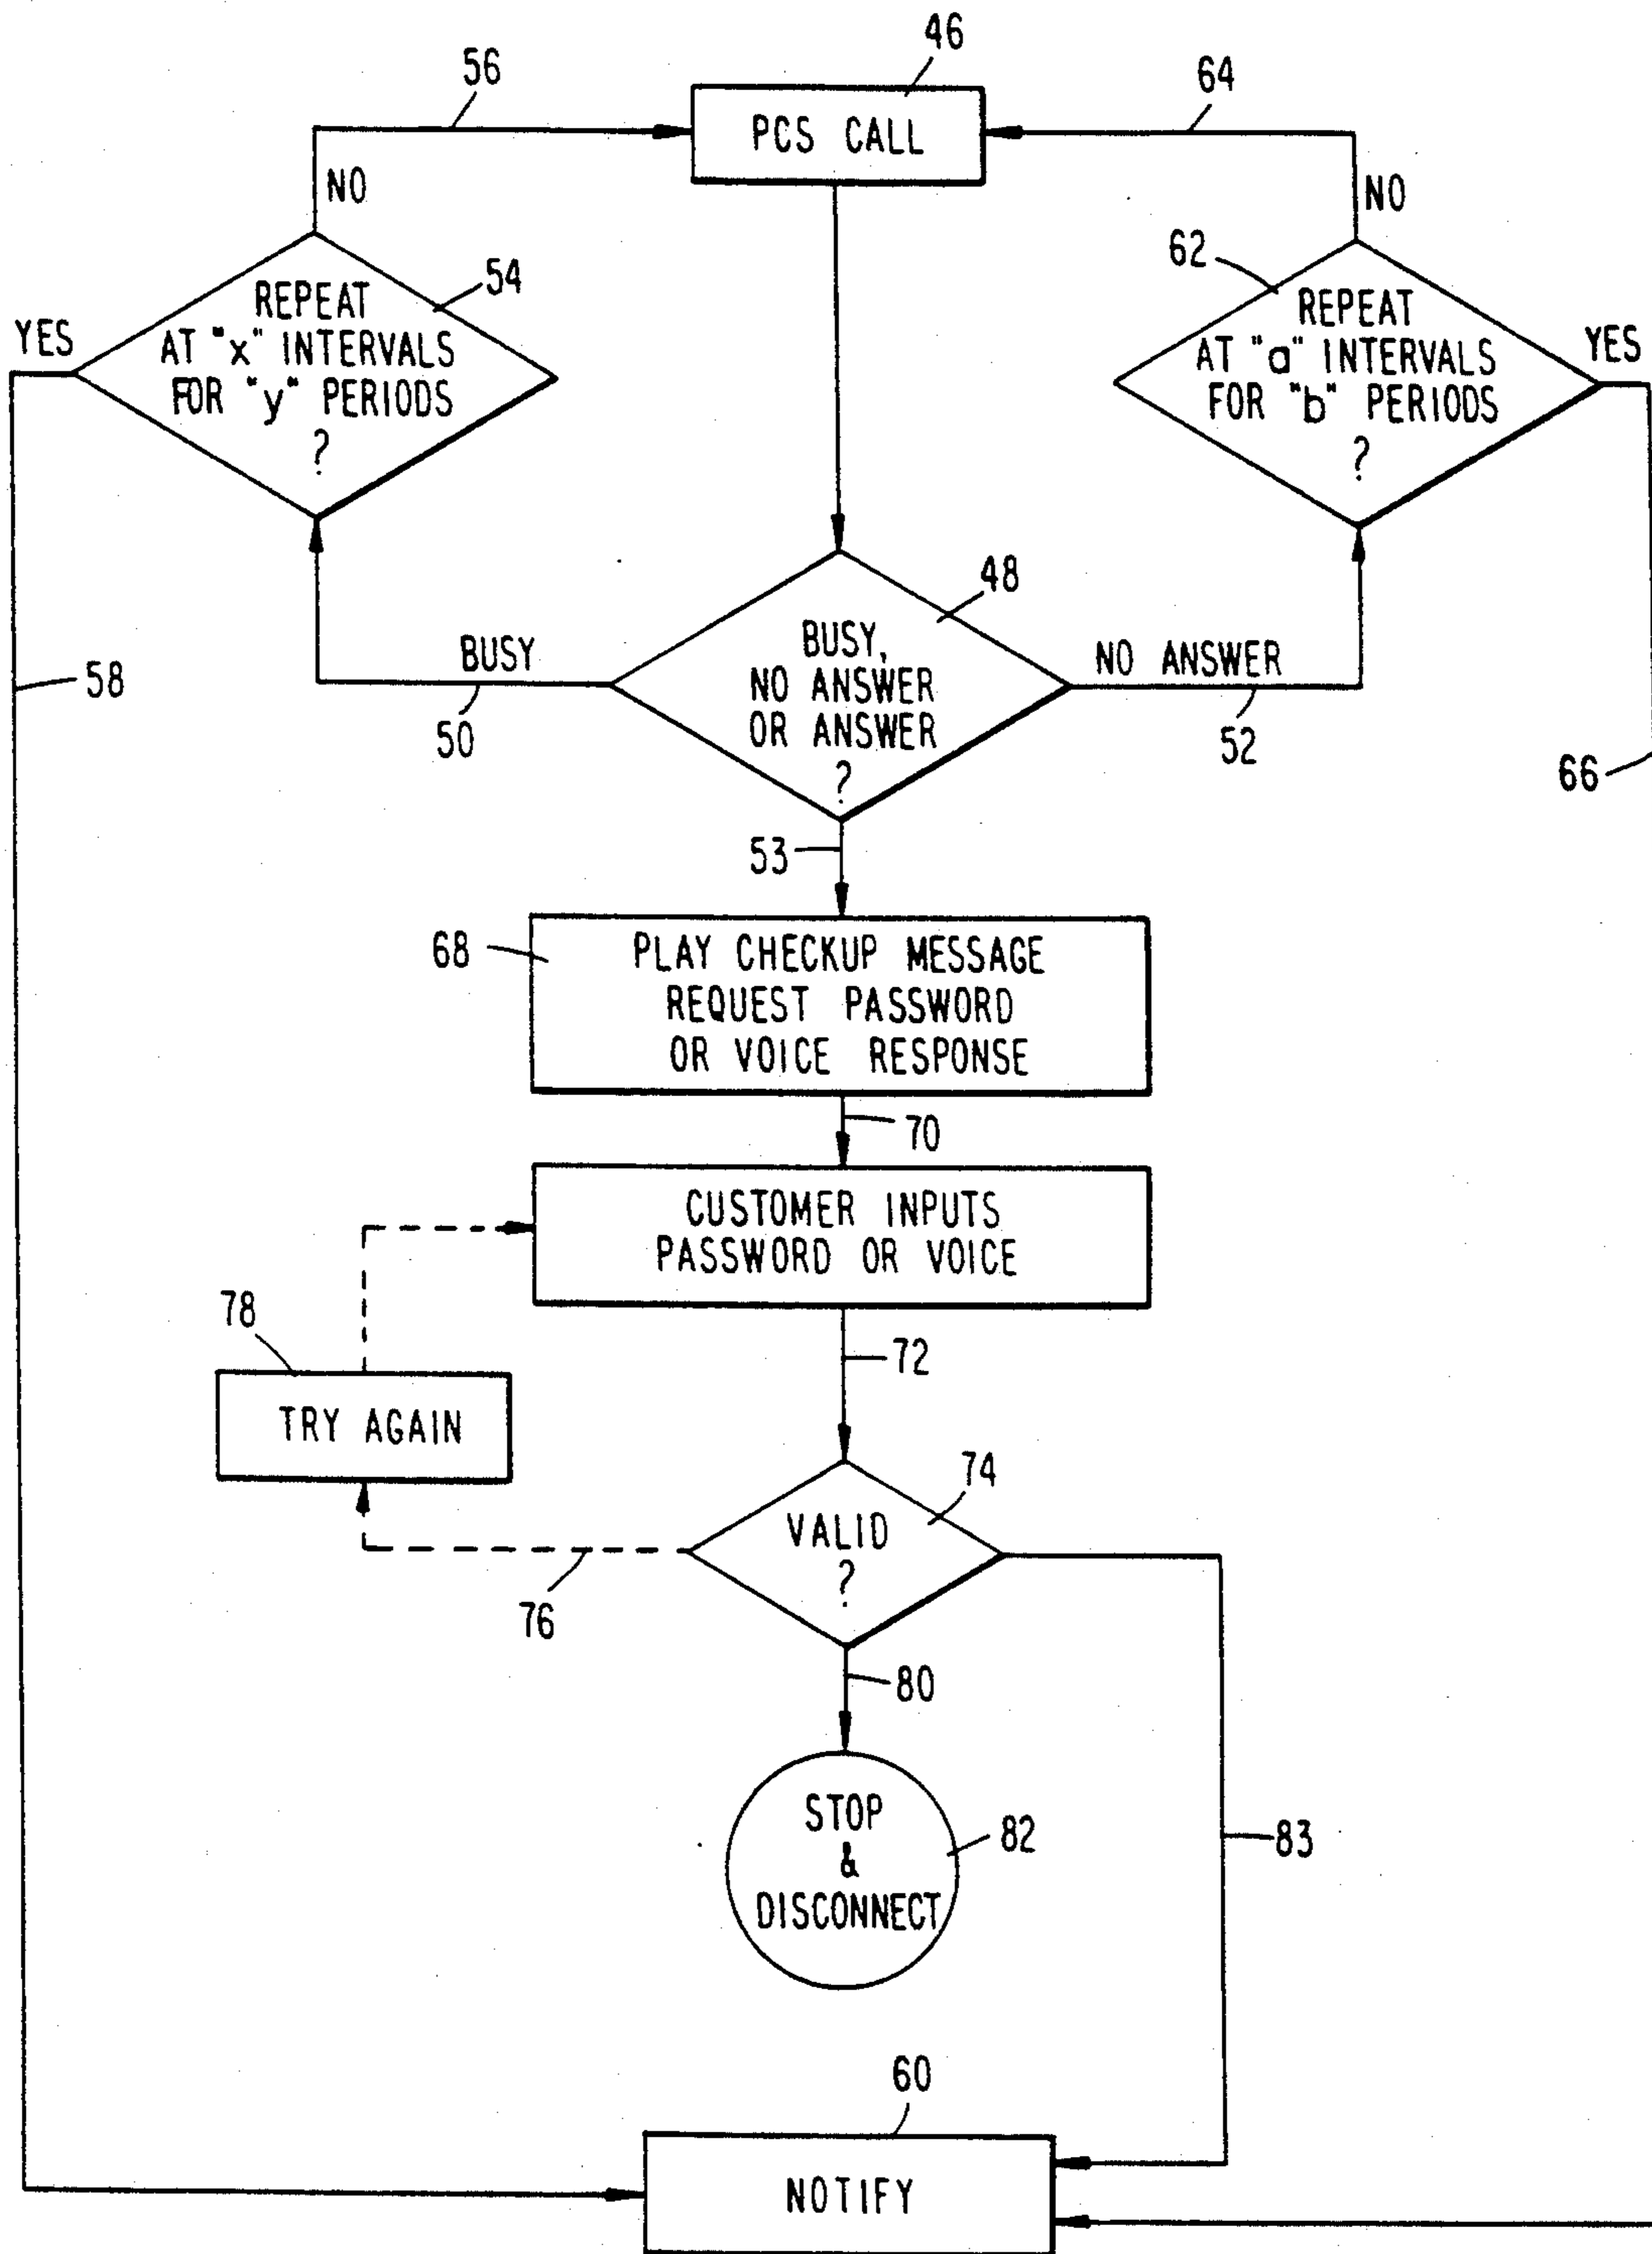 46
56
64
PCS CALL
NO
NO
54
62
REPEAT
AT "x" INTERVALS
FOR "y" PERIODS
?
YES
REPEAT
AT "a" INTERVALS
FOR "b" PERIODS
?
YES
48
BUSY,
NO ANSWER
OR ANSWER
?
BUSY
50
NO ANSWER
52
58
66
53
68
PLAY CHECKUP MESSAGE
REQUEST PASSWORD
OR VOICE RESPONSE
70
CUSTOMER INPUTS
PASSWORD OR VOICE
78
72
TRY AGAIN
74
VALID
?
76
80
STOP
&
DISCONNECT
82
83
60
NOTIFY